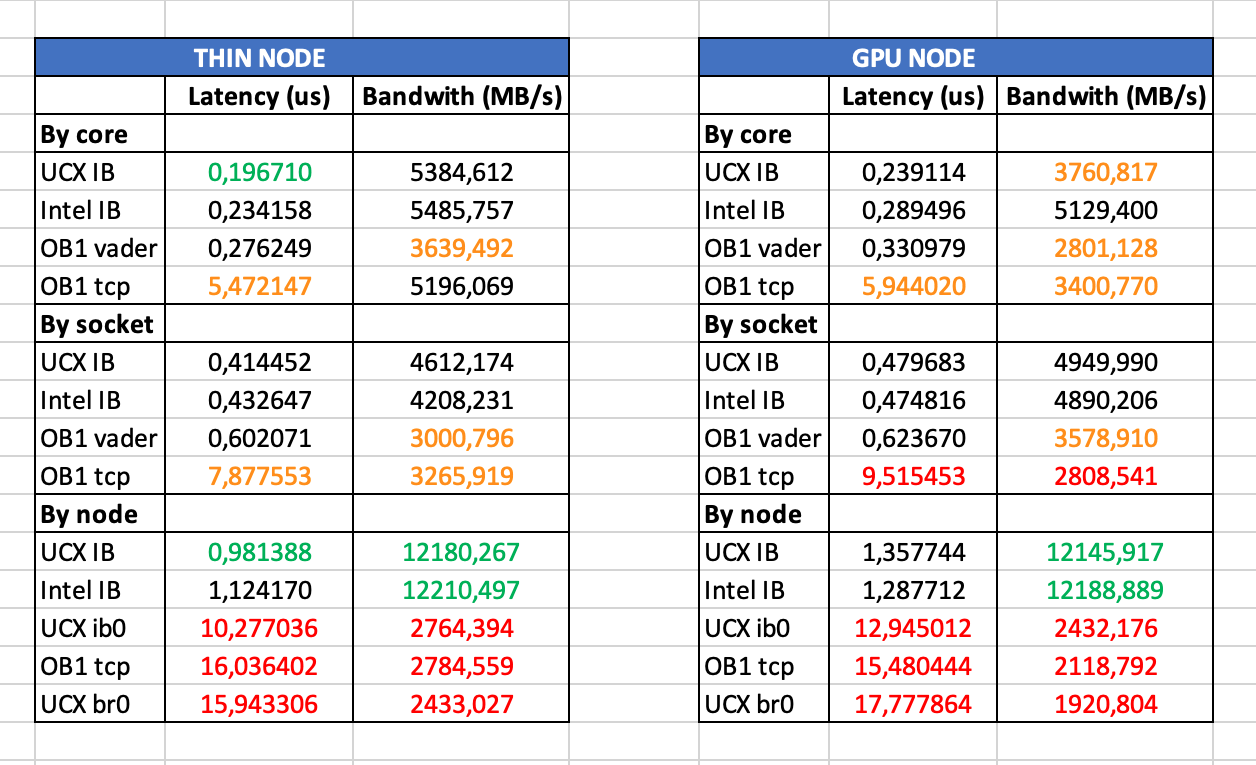 THIN NODE GPU NODE
Latency (us) Bandwith (MB/s) Latency (us) Bandwith (MB/s)
By core By core
UCX IB 0,196710 5384,612 UCX IB 0,239114 3760,817
Intel IB 0,234158 5485,757 Intel IB 0,289496 5129,400
OB1 vader 0,276249 3639,492 OB1 vader 0,330979 2801,128
OB1 tcp 5,472147 5196,069 OB1 tcp 5,944020 3400,770
By socket By socket
UCX IB 0,414452 4612,174 UCX IB 0,479683 4949,990
Intel IB 0,432647 4208,231 Intel IB 0,474816 4890,206
OB1 vader 0,602071 3000,796 OB1 vader 0,623670 3578,910
OB1 tcp 7,877553 3265,919 OB1 tcp 9,515453 2808,541
By node By node
UCX IB 0,981388 12180,267 UCX IB 1,357744 12145,917
Intel IB 1,124170 12210,497 Intel IB 1,287712 12188,889
UCX ib0 10,277036 2764,394 UCX ib0 12,945012 2432,176
OB1 tcp 16,036402 2784,559 OB1 tcp 15,480444 2118,792
UCX br0 15,943306 2433,027 UCX br0 17,777864 1920,804